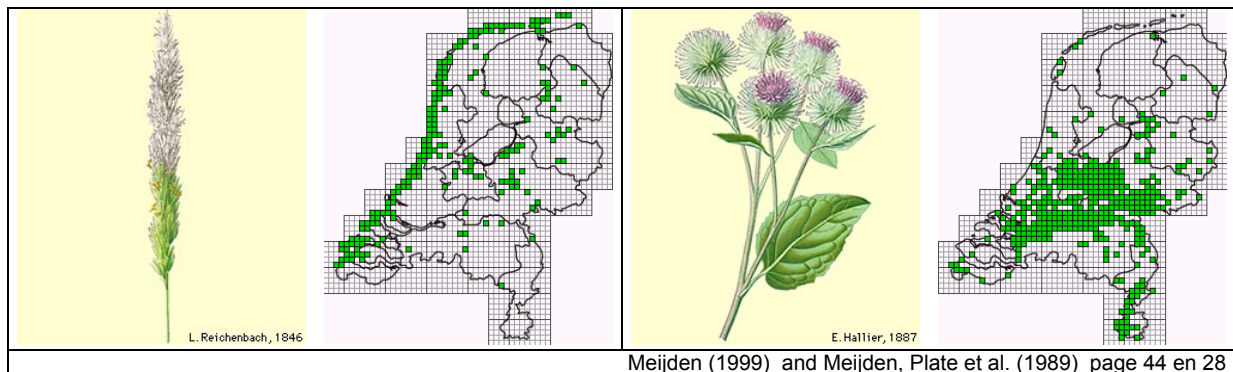 L. Reichenbach, 1846
E. Hallier, 1887
Meijden (1999) and Meijden, Plate et al. (1989) page 44 en 28